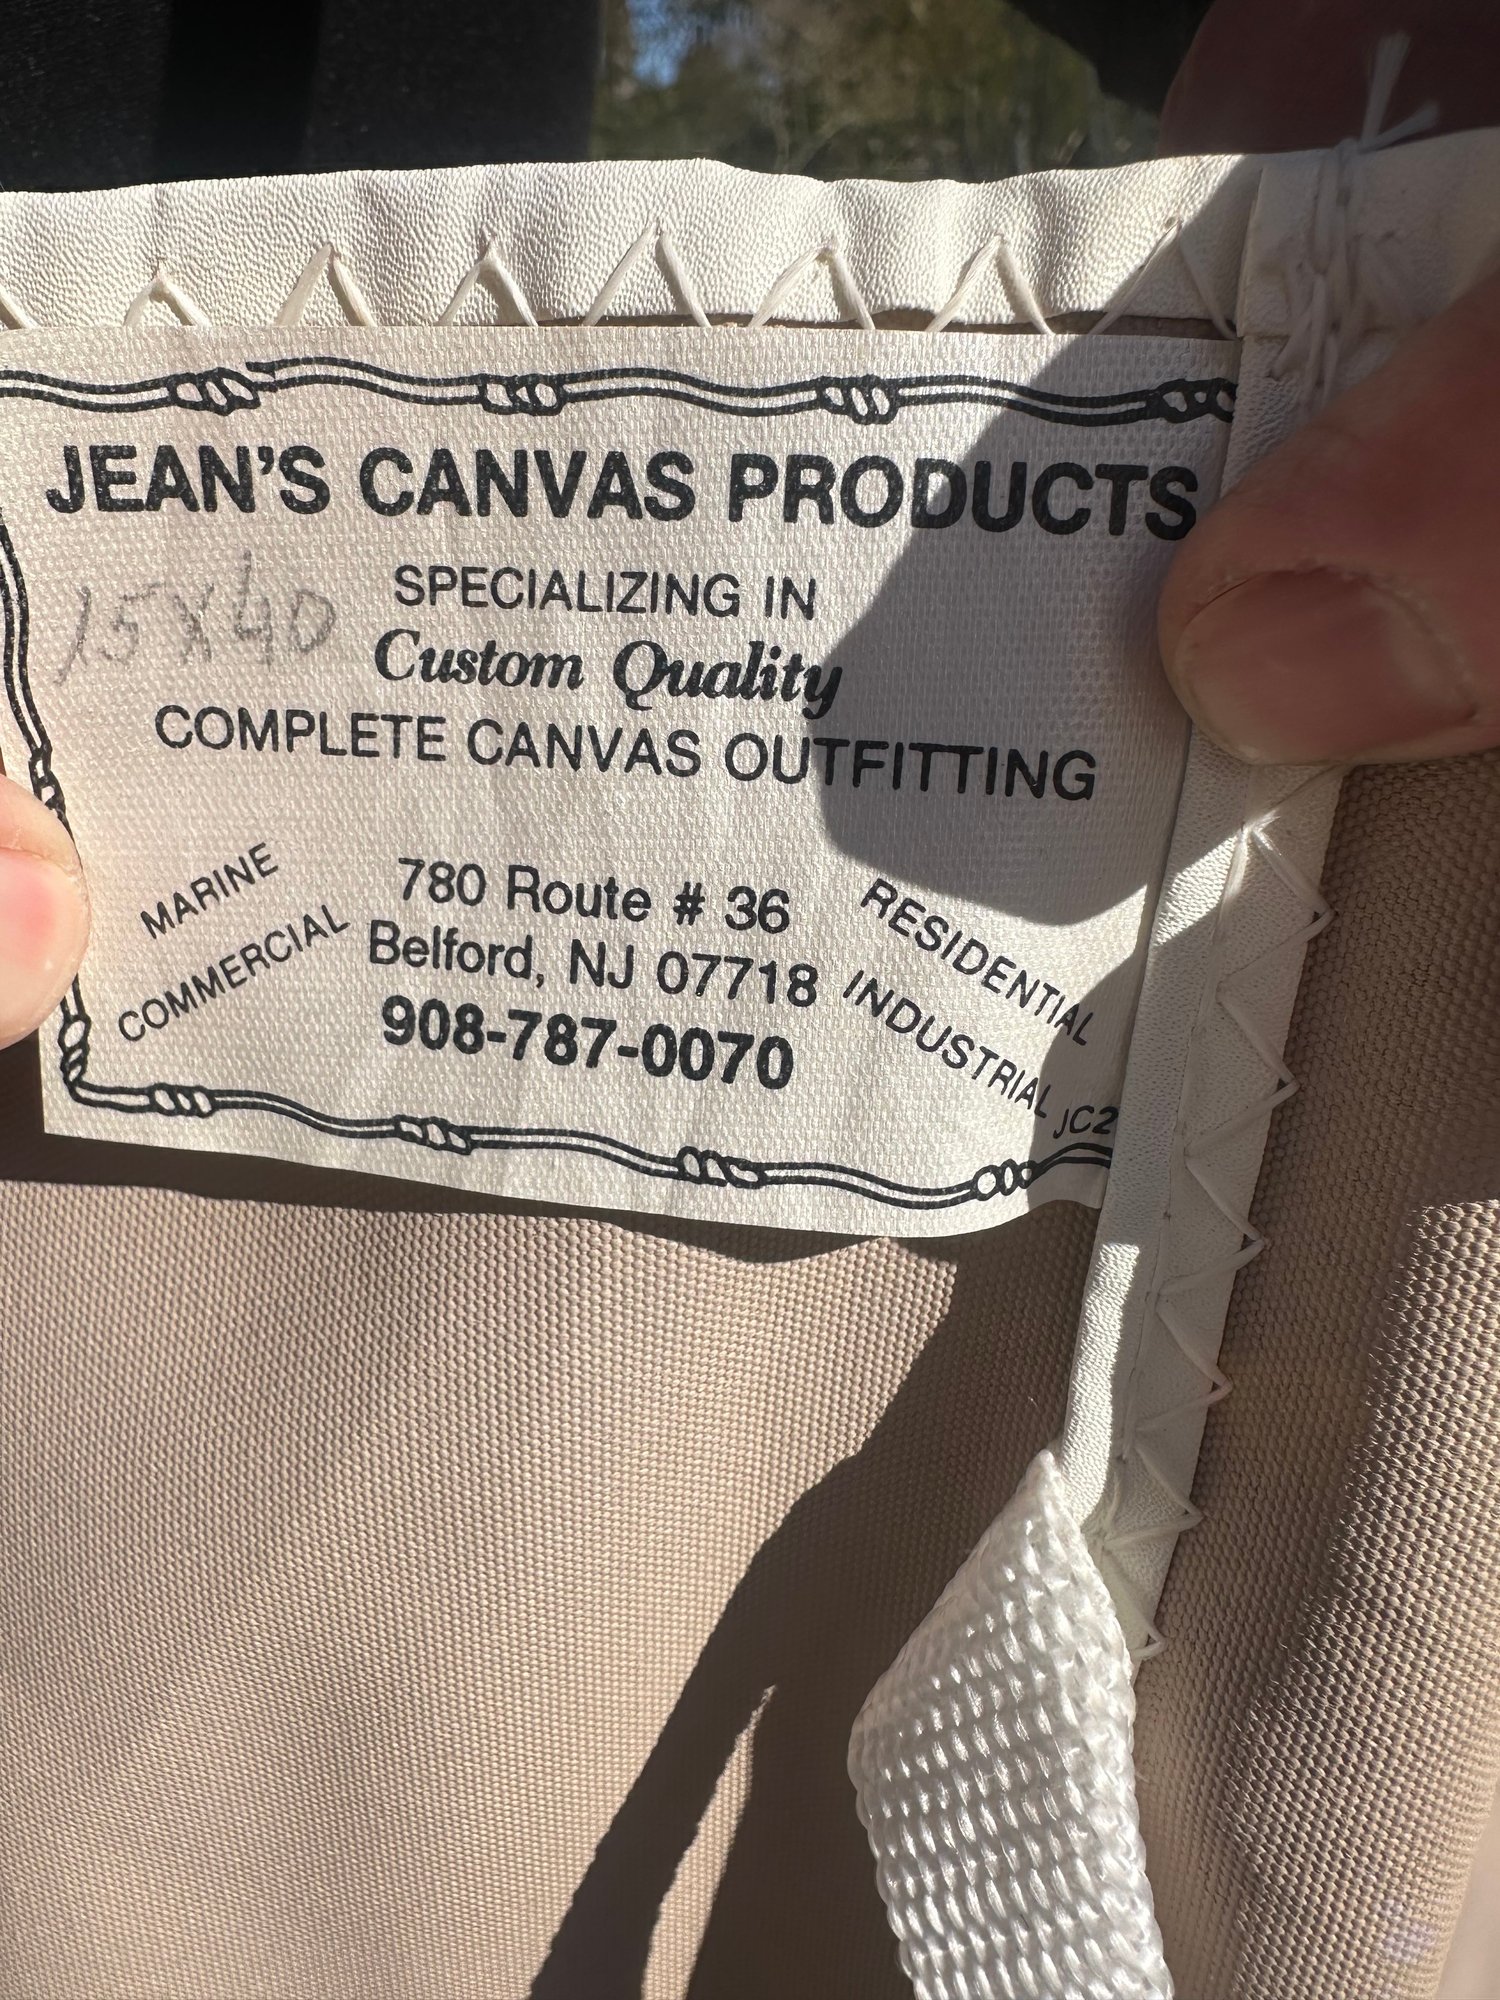 JEAN'S CANVAS PRODUCTS
15X40
SPECIALIZING IN
Custom Quality
COMPLETE CANVAS OUTFITTING
MARINE
COMMERCIAL
780 Route # 36
Belford, NJ 07718
908-787-0070
RESIDENTIAL
INDUSTRIAL
JC2